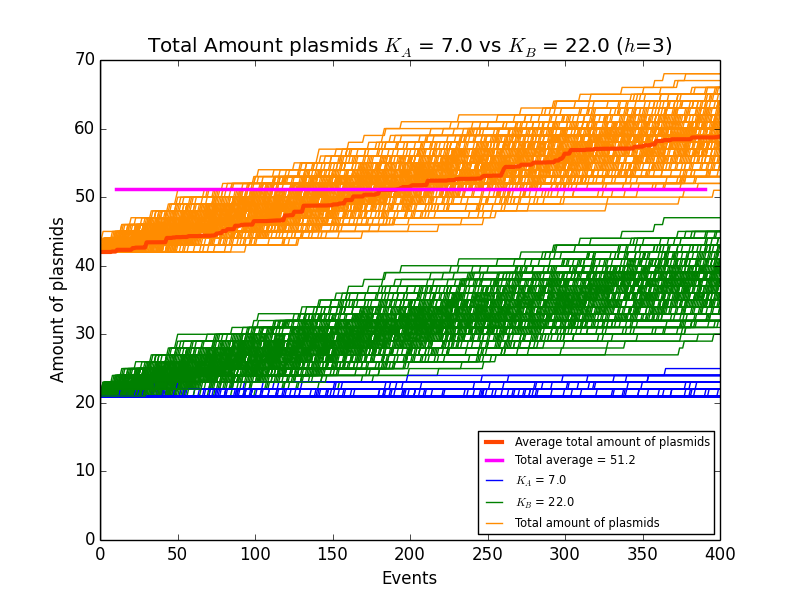 Total Amount plasmids K_A = 7.0 vs K_B = 22.0 (h=3)
70
60
50
40
30
20
10
0
Amount of plasmids
Average total amount of plasmids
Total average = 51.2
K_A = 7.0
K_B = 22.0
Total amount of plasmids
0 50 100 150 200 250 300 350 400
Events